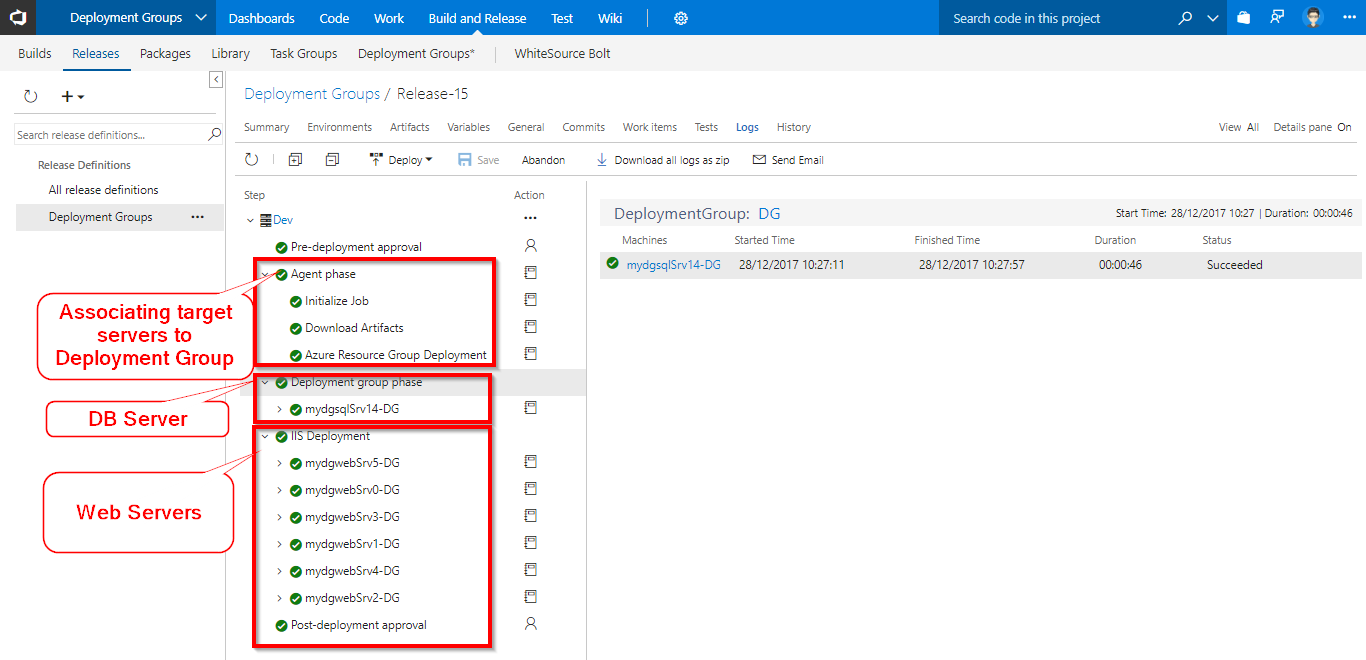 Deployment Groups
Dashboards Code Work Build and Release Test Wiki
Search code in this project
Builds Releases Packages Library Task Groups Deployment Groups* WhiteSource Bolt
Search release definitions...
Release Definitions
All release definitions
Deployment Groups
Deployment Groups / Release-15
Summary Environments Artifacts Variables General Commits Work items Tests Logs History
View All Details pane On
Deploy Save Abandon Download all logs as zip Send Email
Step Action
Dev
Pre-deployment approval
Agent phase
Initialize Job
Download Artifacts
Azure Resource Group Deployment
Deployment group phase
mydgsqlSrv14-DG
IIS Deployment
mydgwebSrv5-DG
mydgwebSrv0-DG
mydgwebSrv3-DG
mydgwebSrv1-DG
mydgwebSrv4-DG
mydgwebSrv2-DG
Post-deployment approval
Associating target
servers to
Deployment Group
DB Server
Web Servers
DeploymentGroup: DG
Start Time: 28/12/2017 10:27 | Duration: 00:00:46
Machines Started Time Finished Time Duration Status
mydgsqlSrv14-DG 28/12/2017 10:27:11 28/12/2017 10:27:57 00:00:46 Succeeded